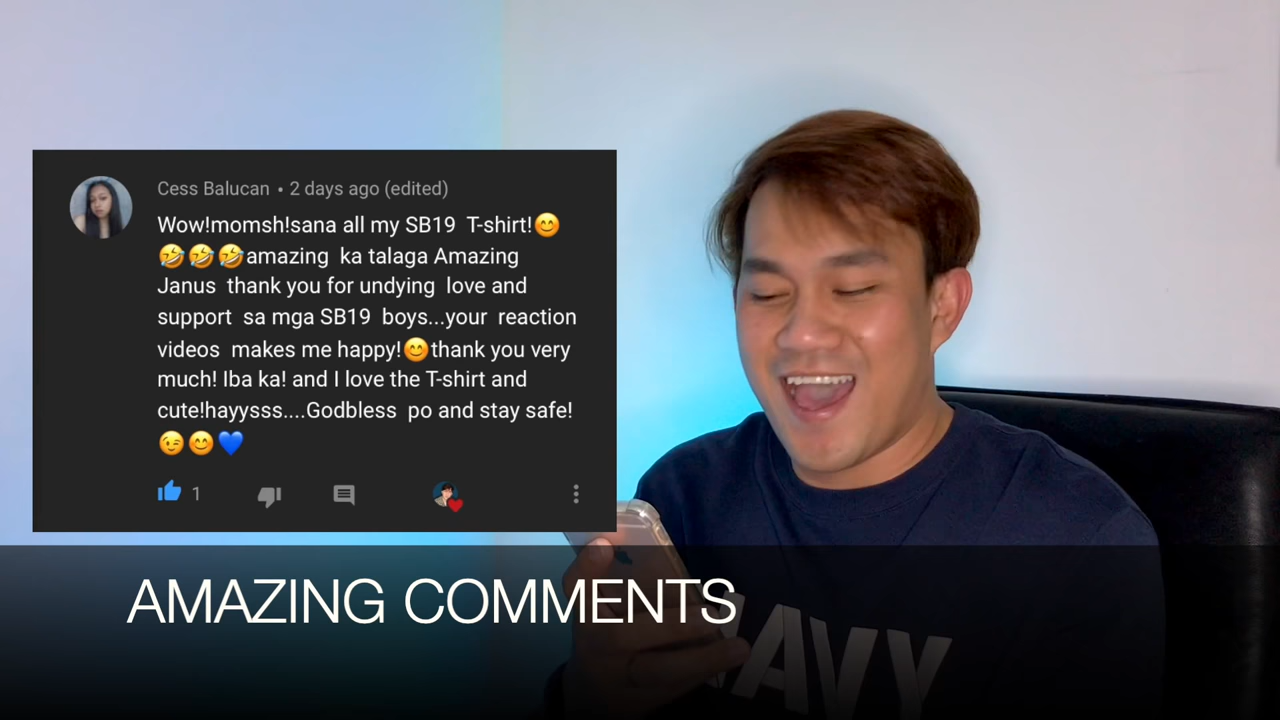 Cess Balucan • 2 days ago (edited)
Wow!momsh!sana all my SB19 T-shirt!😊
🤣🤣🤣amazing ka talaga Amazing
Janus thank you for undying love and
support sa mga SB19 boys...your reaction
videos makes me happy!😊thank you very
much! Iba ka! and I love the T-shirt and
cute!hayysss....Godbless po and stay safe!
😉😊💙
1
AMAZING COMMENTS